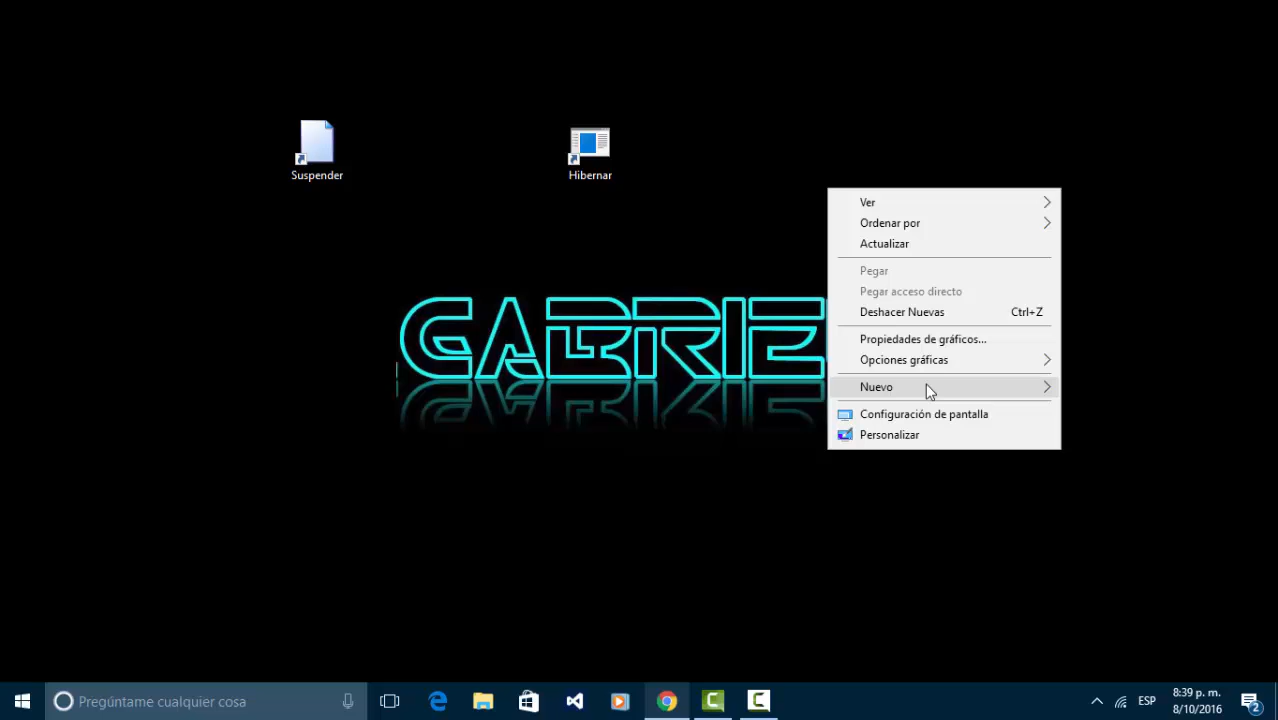 Suspender
Hibernar
GABRIE
Ver
Ordenar por
Actualizar
Pegar
Pegar acceso directo
Deshacer Nuevas Ctrl+Z
Propiedades de gráficos...
Opciones gráficas
Nuevo
Configuración de pantalla
Personalizar
Pregúntame cualquier cosa
ESP
8:39 p. m.
8/10/2016
2